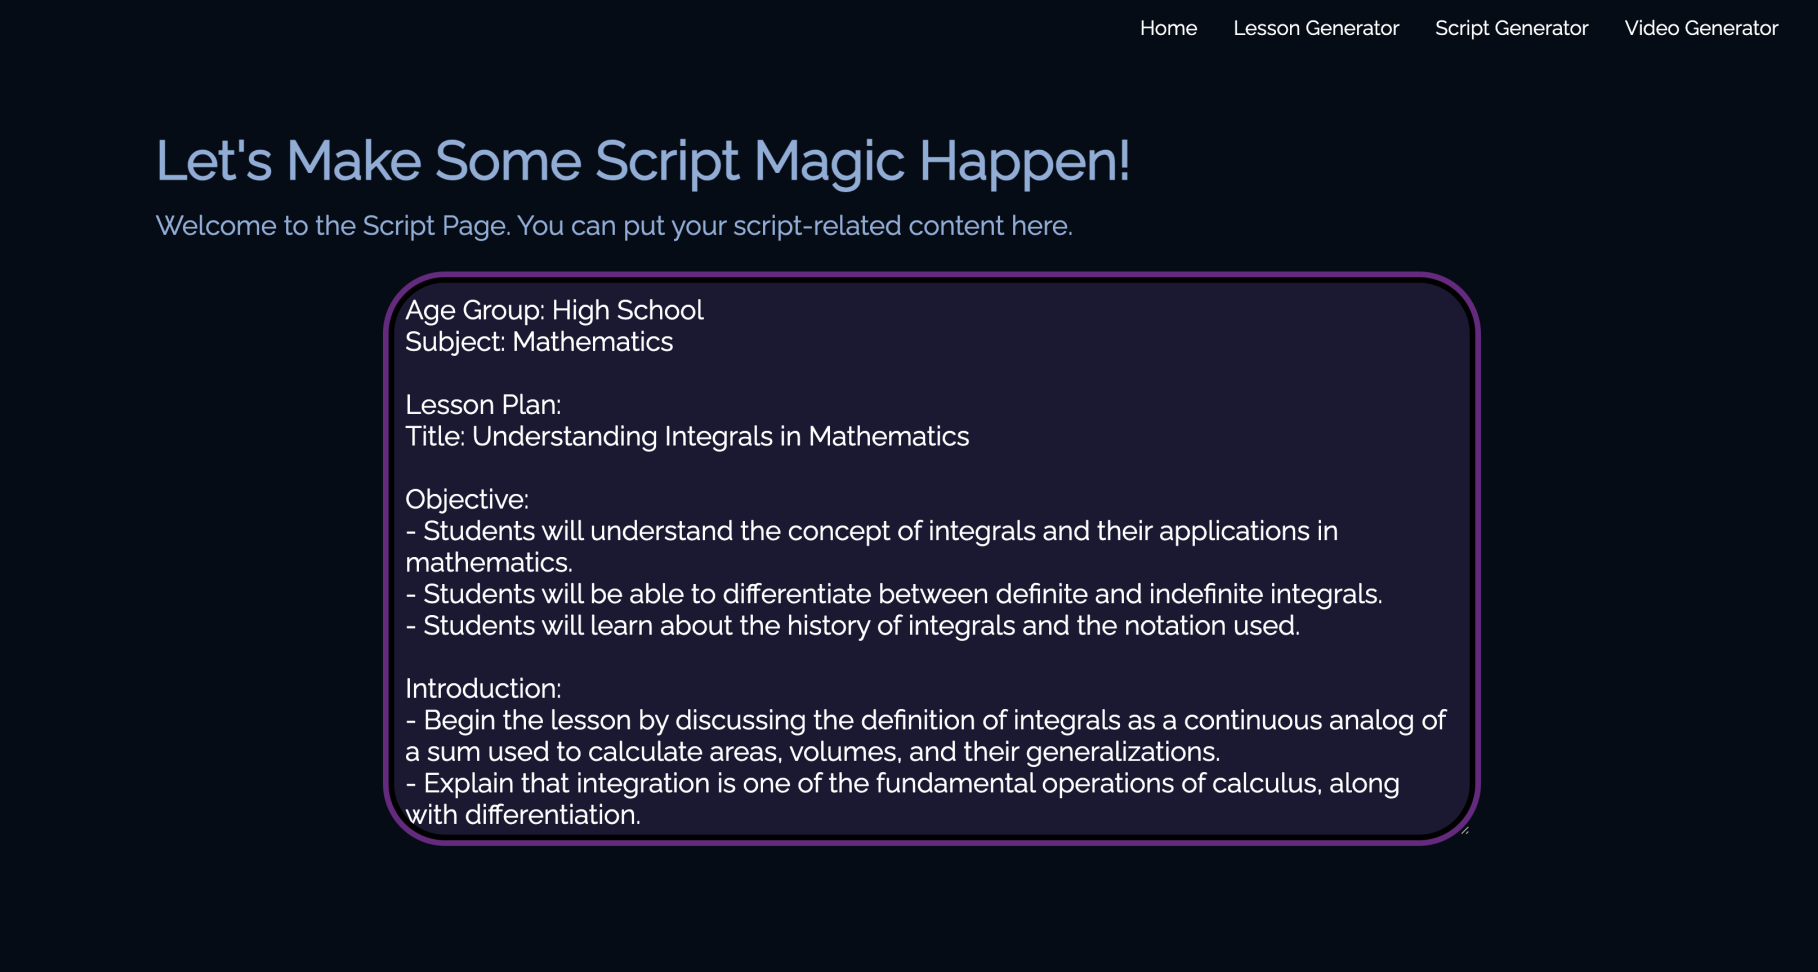 Home Lesson Generator Script Generator Video Generator
Let's Make Some Script Magic Happen!
Welcome to the Script Page. You can put your script-related content here.
Age Group: High School
Subject: Mathematics
Lesson Plan:
Title: Understanding Integrals in Mathematics
Objective:
- Students will understand the concept of integrals and their applications in
mathematics.
- Students will be able to differentiate between definite and indefinite integrals.
- Students will learn about the history of integrals and the notation used.
Introduction:
- Begin the lesson by discussing the definition of integrals as a continuous analog of
a sum used to calculate areas, volumes, and their generalizations.
- Explain that integration is one of the fundamental operations of calculus, along
with differentiation.